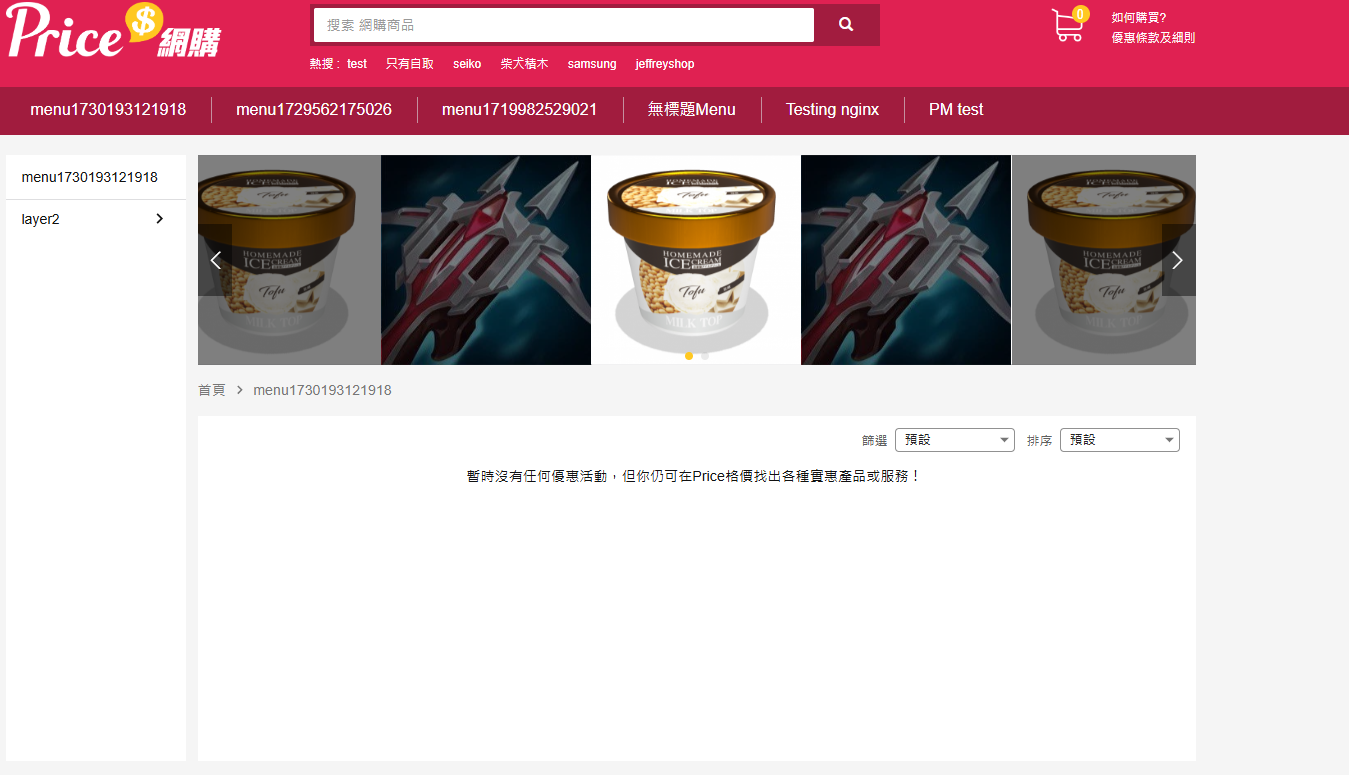 Price $ 網購
搜索 網購商品
0
如何購買?
優惠條款及細則
熱搜 : test 只有自取 seiko 柴犬積木 samsung jeffreyshop
menu1730193121918 menu1729562175026 menu1719982529021 無標題Menu Testing nginx PM test
menu1730193121918
layer2
HOMEMADE
ICE CREAM
Tofu
MILK TOP
HOMEMADE
ICE CREAM
Tofu
MILK TOP
HOMEMADE
ICE CREAM
Tofu
MILK TOP
首頁 > menu1730193121918
篩選 預設 排序 預設
暫時沒有任何優惠活動，但你仍可在Price格價找出各種實惠產品或服務！